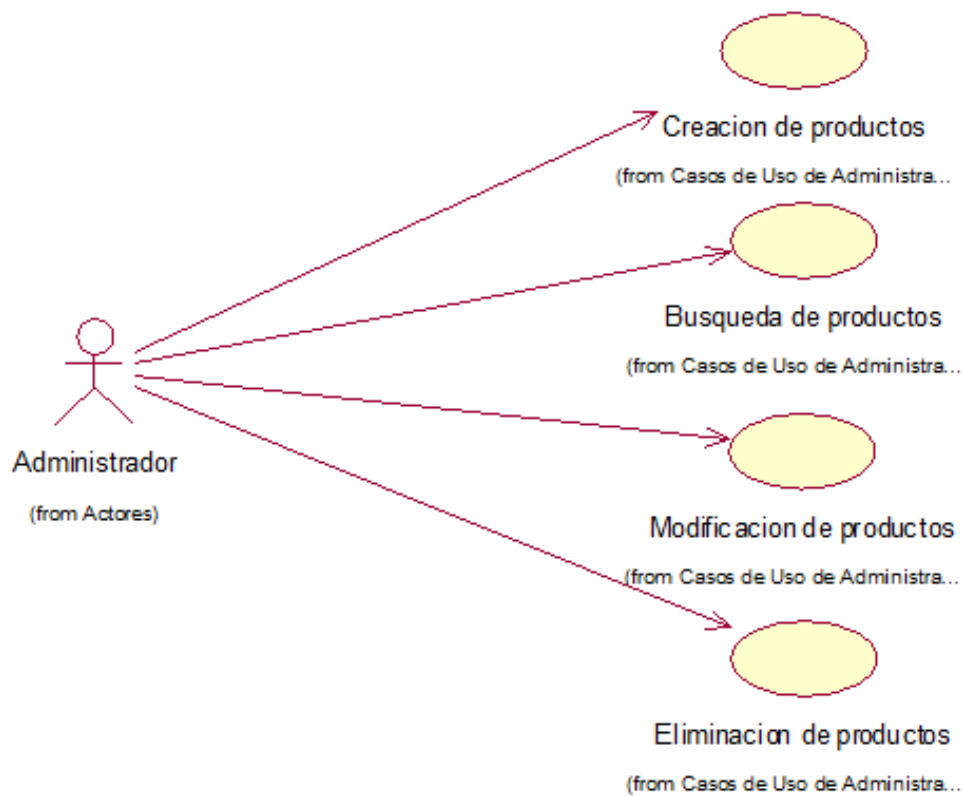 Creacion de productos
(from Casos de Uso de Administra...
Busqueda de productos
(from Casos de Uso de Administra...
Administrador
(from Actores)
Modificacion de productos
(from Casos de Uso de Administra...
Eliminacion de productos
(from Casos de Uso de Administra...